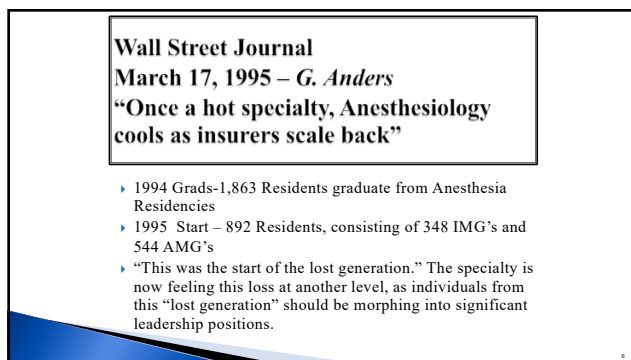 Wall Street Journal
March 17, 1995 – G. Anders
“Once a hot specialty, Anesthesiology
cools as insurers scale back”
1994 Grads-1,863 Residents graduate from Anesthesia
Residencies
1995 Start – 892 Residents, consisting of 348 IMG’s and
544 AMG’s
“This was the start of the lost generation.” The specialty is
now feeling this loss at another level, as individuals from
this “lost generation” should be morphing into significant
leadership positions.
6